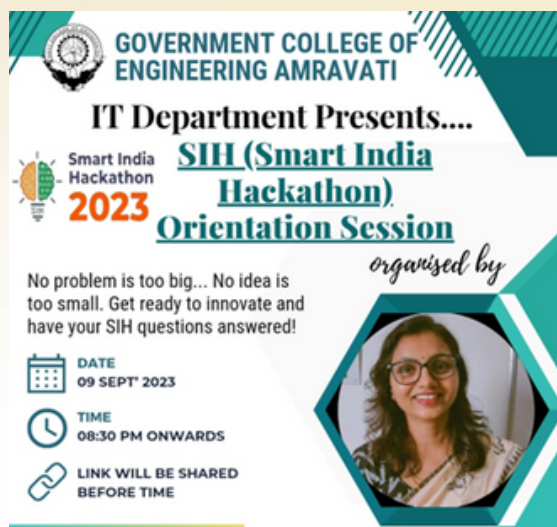 GOVERNMENT COLLEGE OF
ENGINEERING AMRAVATI
IT Department Presents....
Smart India
Hackathon
2023
SIH
SIH (Smart India
Hackathon)
Orientation Session
organised by
No problem is too big... No idea is
too small. Get ready to innovate and
have your SIH questions answered!
DATE
09 SEPT' 2023
TIME
08:30 PM ONWARDS
LINK WILL BE SHARED
BEFORE TIME